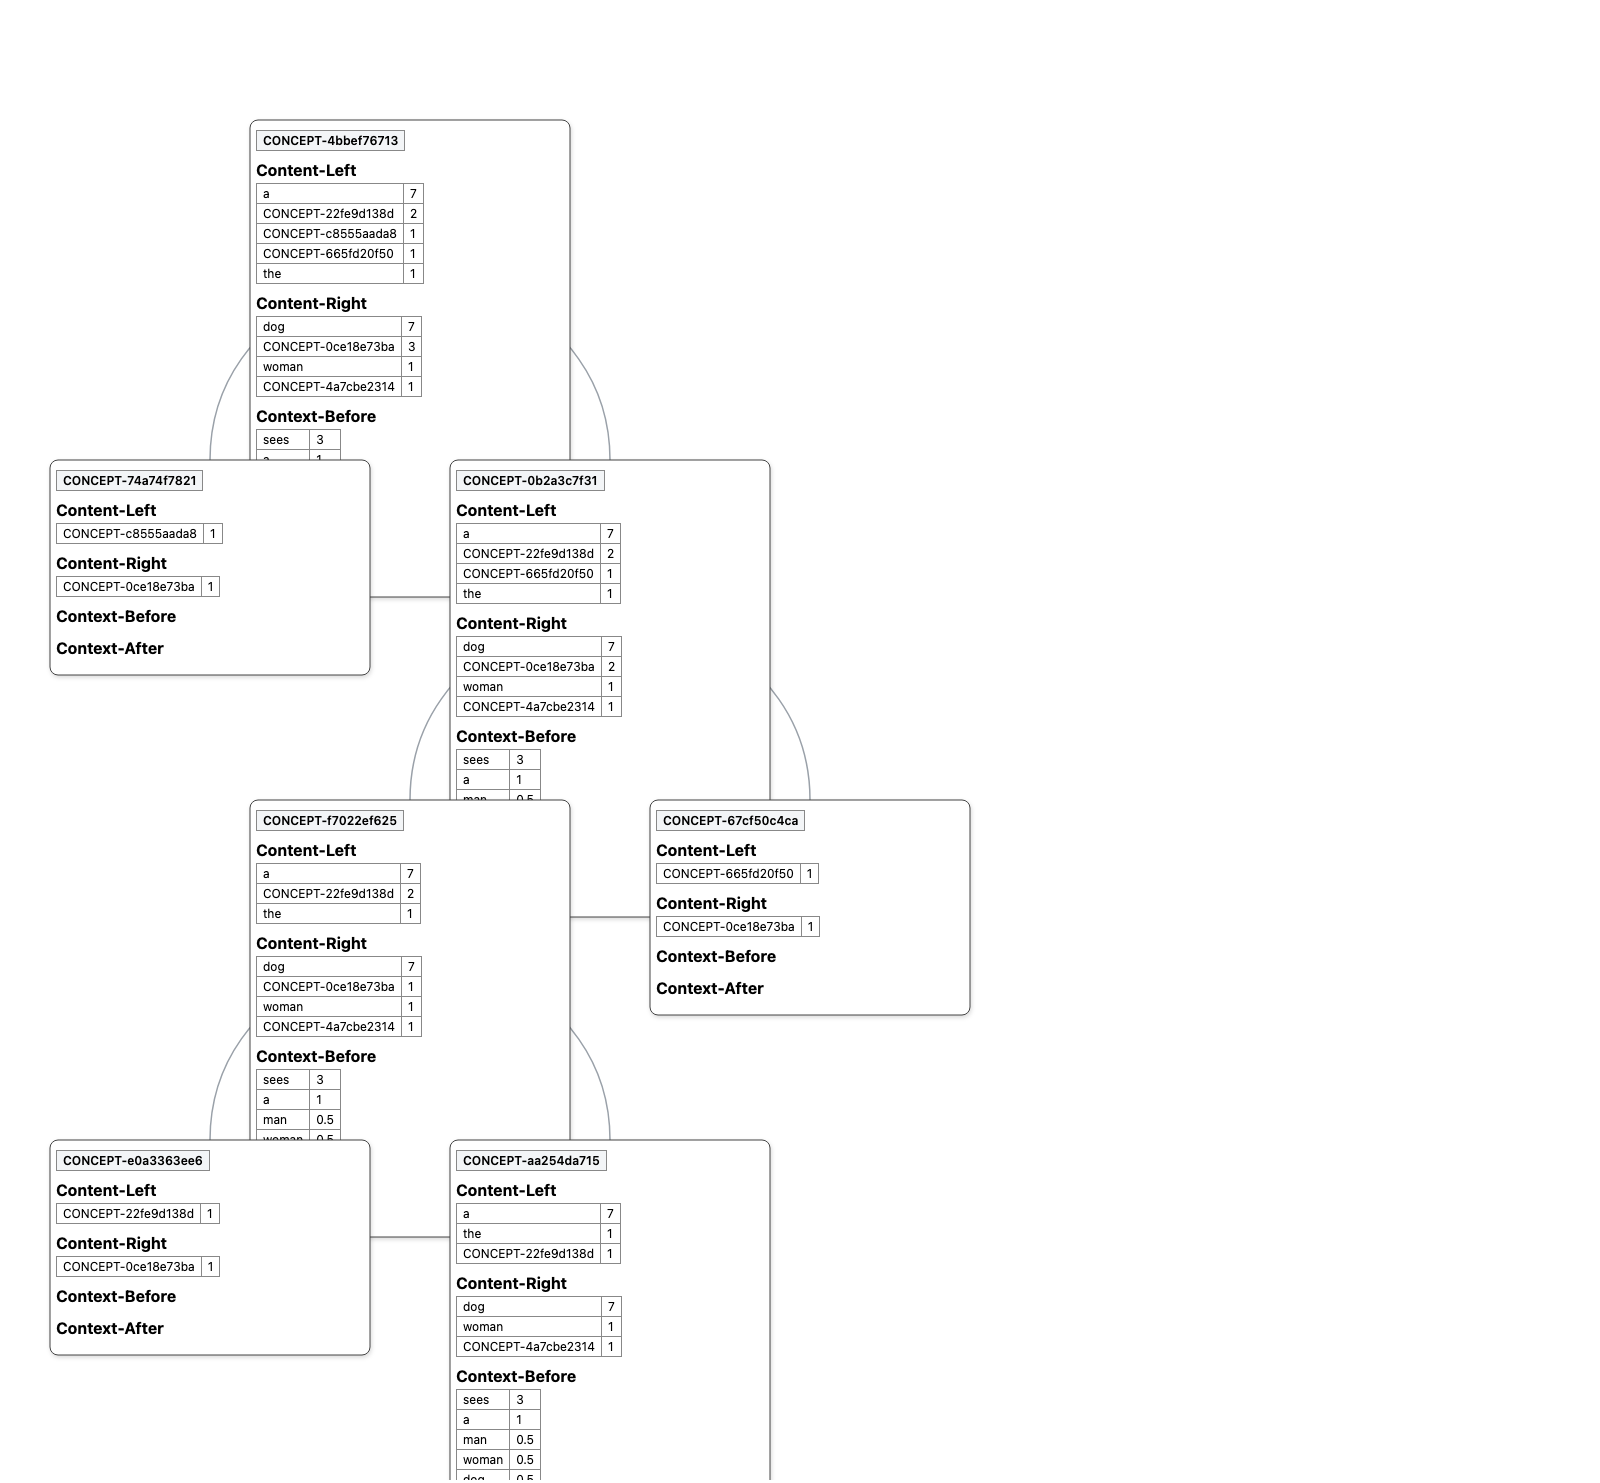 CONCEPT-4bbef76713
Content-Left
a 7
CONCEPT-22fe9d138d 2
CONCEPT-c8555aada8 1
CONCEPT-665fd20f50 1
the 1
Content-Right
dog 7
CONCEPT-0ce18e73ba 3
woman 1
CONCEPT-4a7cbe2314 1
Context-Before
sees 3
a 1
CONCEPT-74a74f7821
Content-Left
CONCEPT-c8555aada8 1
Content-Right
CONCEPT-0ce18e73ba 1
Context-Before
Context-After
CONCEPT-0b2a3c7f31
Content-Left
a 7
CONCEPT-22fe9d138d 2
CONCEPT-665fd20f50 1
the 1
Content-Right
dog 7
CONCEPT-0ce18e73ba 2
woman 1
CONCEPT-4a7cbe2314 1
Context-Before
sees 3
a 1
man 0.5
CONCEPT-f7022ef625
Content-Left
a 7
CONCEPT-22fe9d138d 2
the 1
Content-Right
dog 7
CONCEPT-0ce18e73ba 1
woman 1
CONCEPT-4a7cbe2314 1
Context-Before
sees 3
a 1
man 0.5
woman 0.5
CONCEPT-67cf50c4ca
Content-Left
CONCEPT-665fd20f50 1
Content-Right
CONCEPT-0ce18e73ba 1
Context-Before
Context-After
CONCEPT-e0a3363ee6
Content-Left
CONCEPT-22fe9d138d 1
Content-Right
CONCEPT-0ce18e73ba 1
Context-Before
Context-After
CONCEPT-aa254da715
Content-Left
a 7
the 1
CONCEPT-22fe9d138d 1
Content-Right
dog 7
woman 1
CONCEPT-4a7cbe2314 1
Context-Before
sees 3
a 1
man 0.5
woman 0.5
dog 0.5